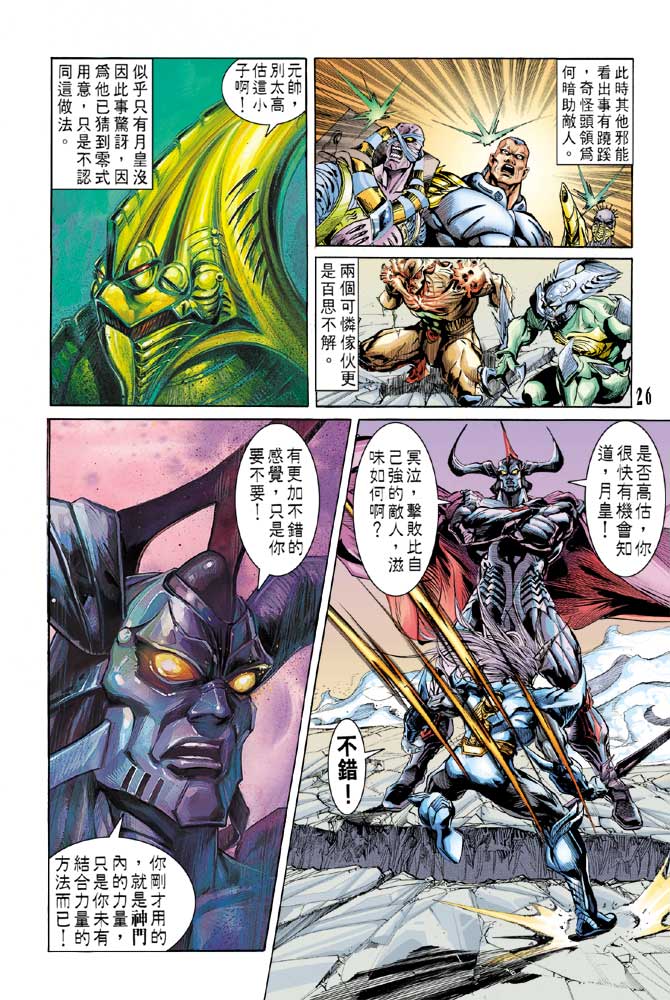 此時其他邪能
看出事有蹺蹊
，奇怪頭領爲
何暗助敵人。
兩個可憐傢伙更
是百思不解。
元帥，
別太高
估這小
子啊！
似乎只有月皇沒
因此事驚訝，因
爲他已猜到零式
用意，只是不認
同這做法。
26
是否高估，你
很快有機會知
道，月皇！
冥泣，擊敗比自
己強的敵人，滋
味如何啊？
不錯！
有更加不錯的
感覺，只是你
要不要！
你剛才用的
，就是神門
內的力量，
只是你未有
結合力量的
方法而已！